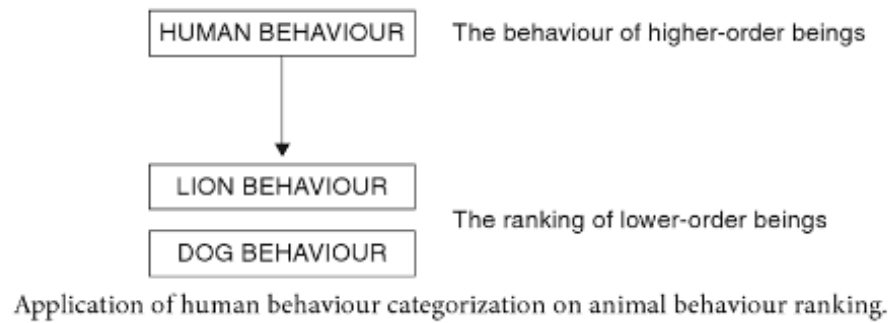 HUMAN BEHAVIOUR
The behaviour of higher-order beings
LION BEHAVIOUR
The ranking of lower-order beings
DOG BEHAVIOUR
Application of human behaviour categorization on animal behaviour ranking.